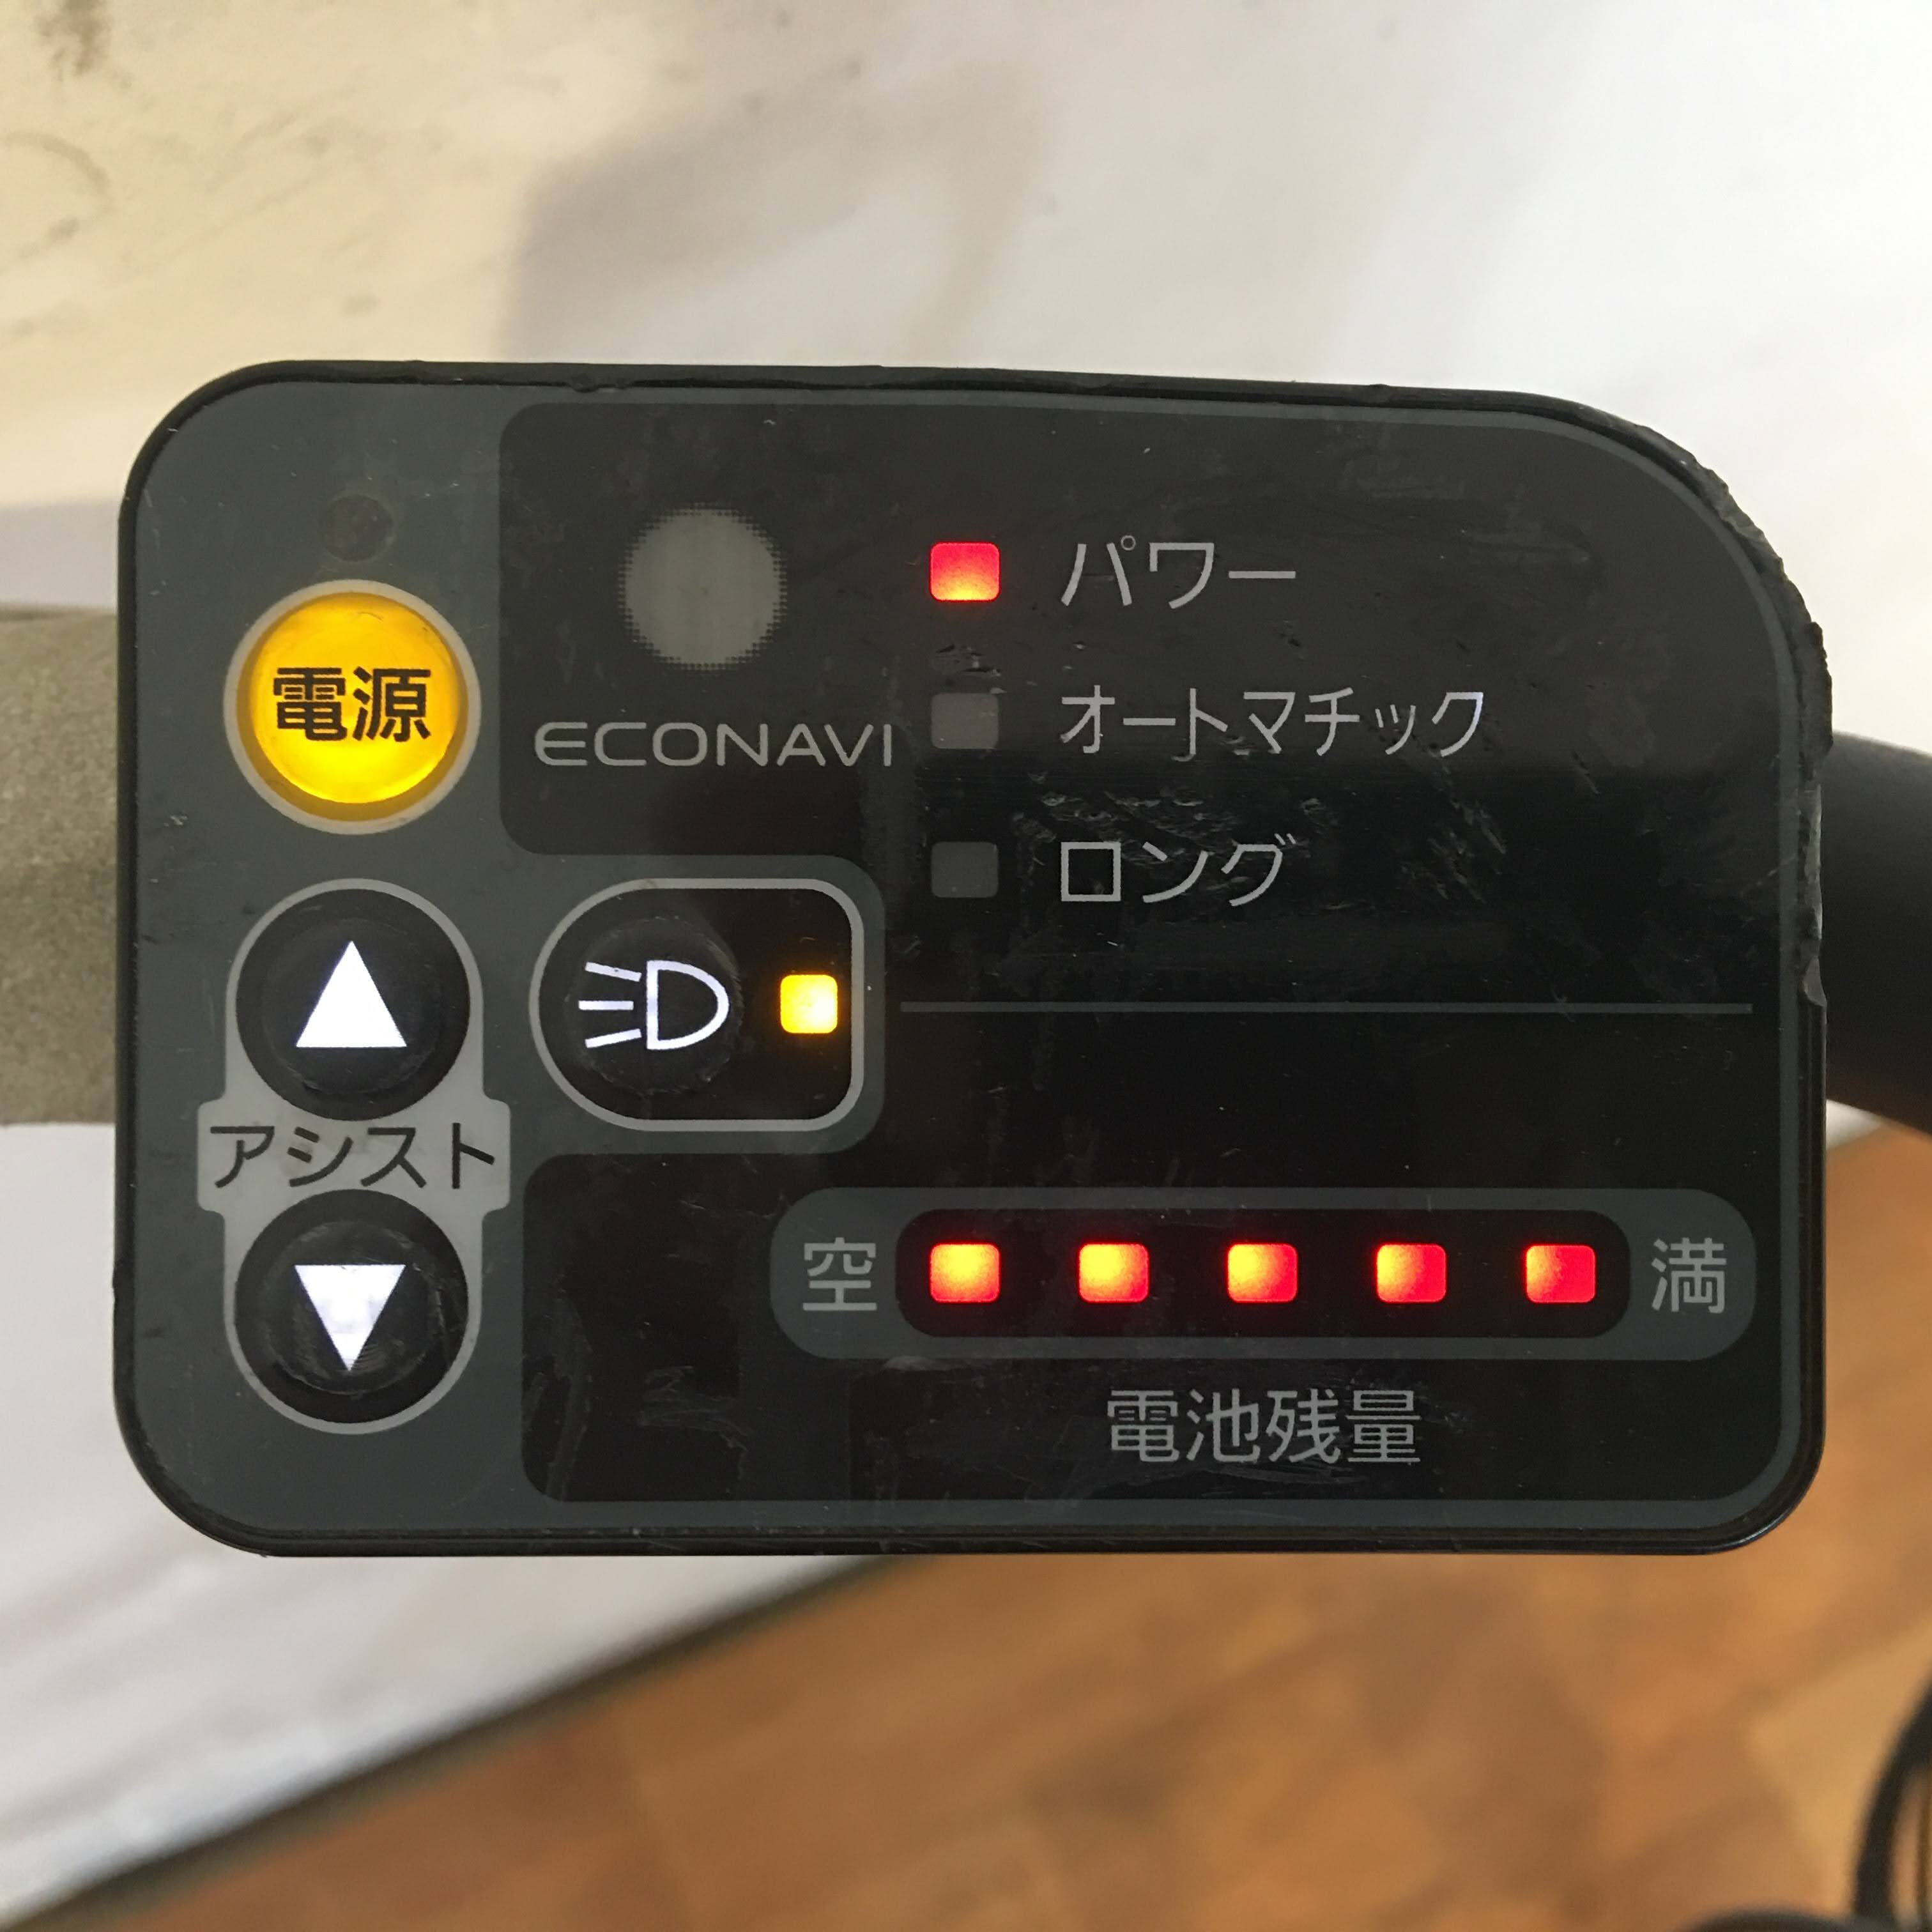 電源
ECONAVI
パワー
オートマチック
ロング
アシスト
空 満
電池残量